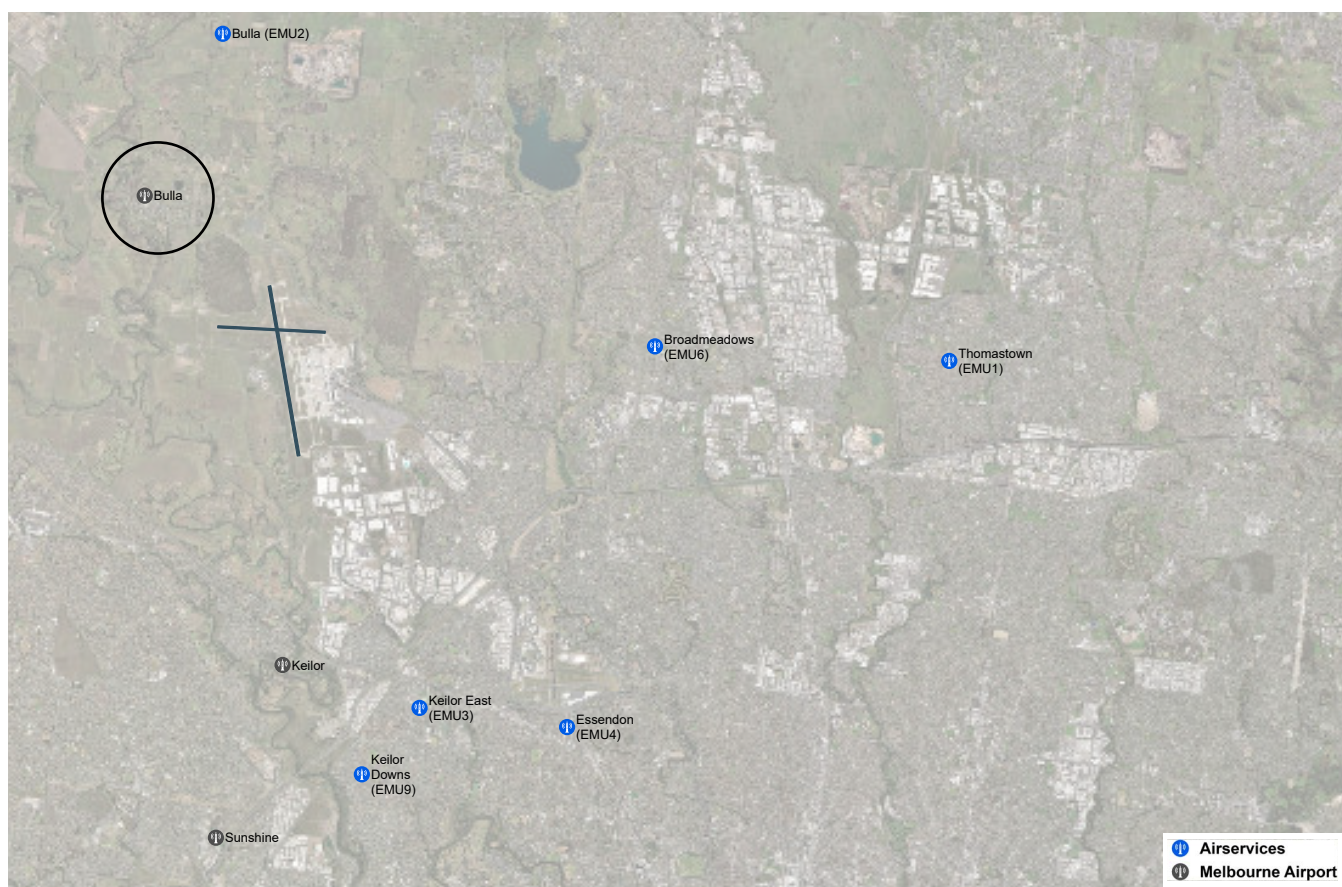 Bulla (EMU2)
Bulla
Broadmeadows
(EMU6)
Thomastown
(EMU1)
Keilor
Keilor East
(EMU3)
Essendon
(EMU4)
Keilor
Downs
(EMU9)
Sunshine
Airservices
Melbourne Airport